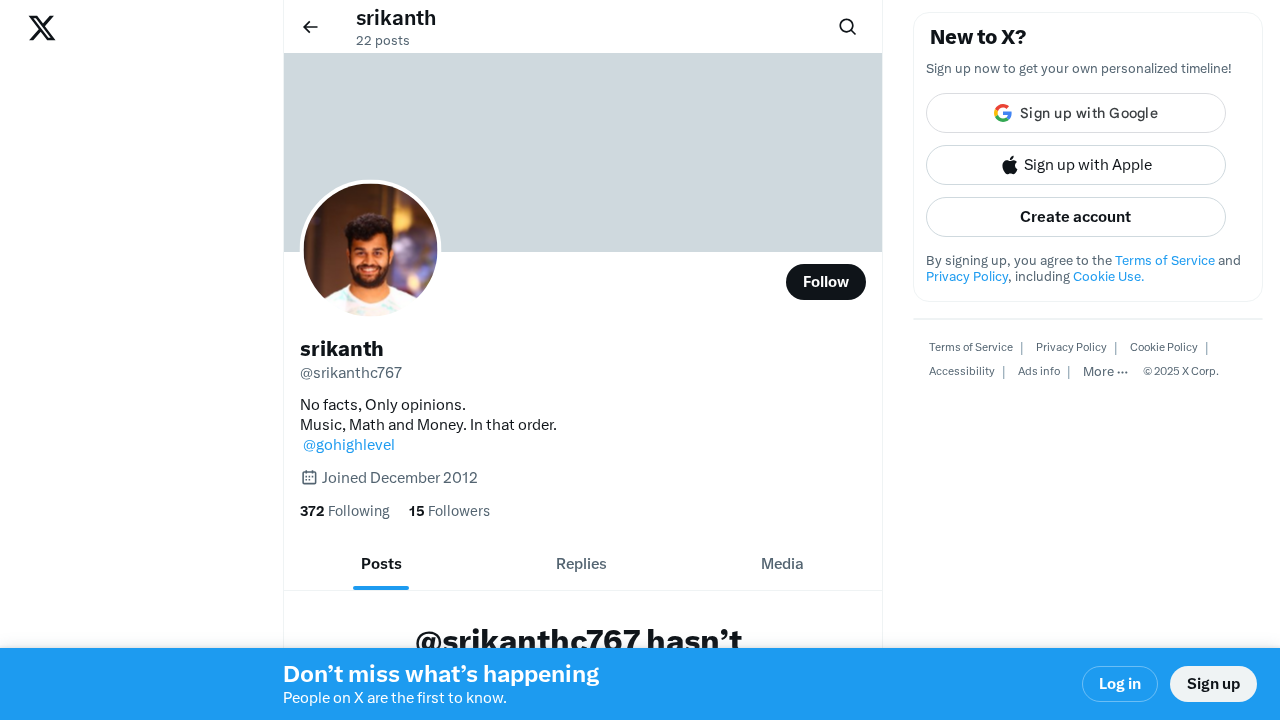 srikanth
22 posts
Follow
srikanth
@srikanthc767
No facts, Only opinions.
Music, Math and Money. In that order.
@gohighlevel
Joined December 2012
372 Following 15 Followers
Posts Replies Media
@srikanthc767 hasn’t
New to X?
Sign up now to get your own personalized timeline!
Sign up with Google
Sign up with Apple
Create account
By signing up, you agree to the Terms of Service and
Privacy Policy, including Cookie Use.
Terms of Service | Privacy Policy | Cookie Policy |
Accessibility | Ads info | More ··· © 2025 X Corp.
Don’t miss what’s happening
People on X are the first to know.
Log in
Sign up